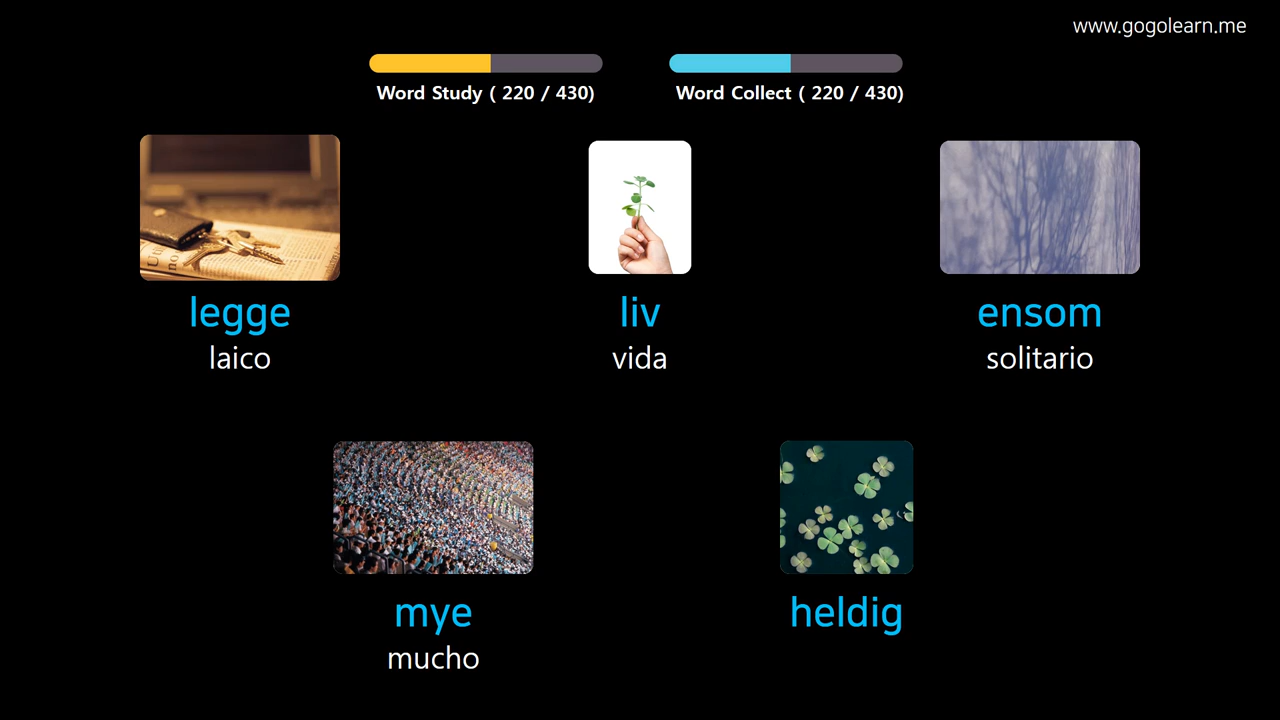 www.gogolearn.me
Word Study ( 220 / 430)
Word Collect ( 220 / 430)
legge
laico
liv
vida
ensom
solitario
mye
mucho
heldig